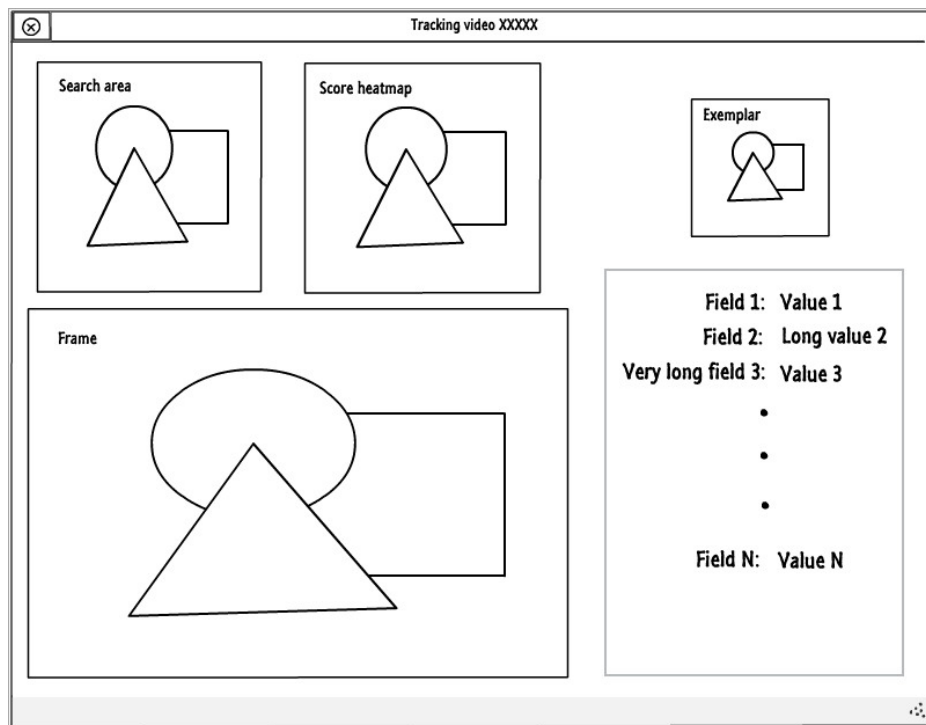 Tracking video XXXXX
Search area
Score heatmap
Exemplar
Frame
Field 1: Value 1
Field 2: Long value 2
Very long field 3: Value 3
Field N: Value N